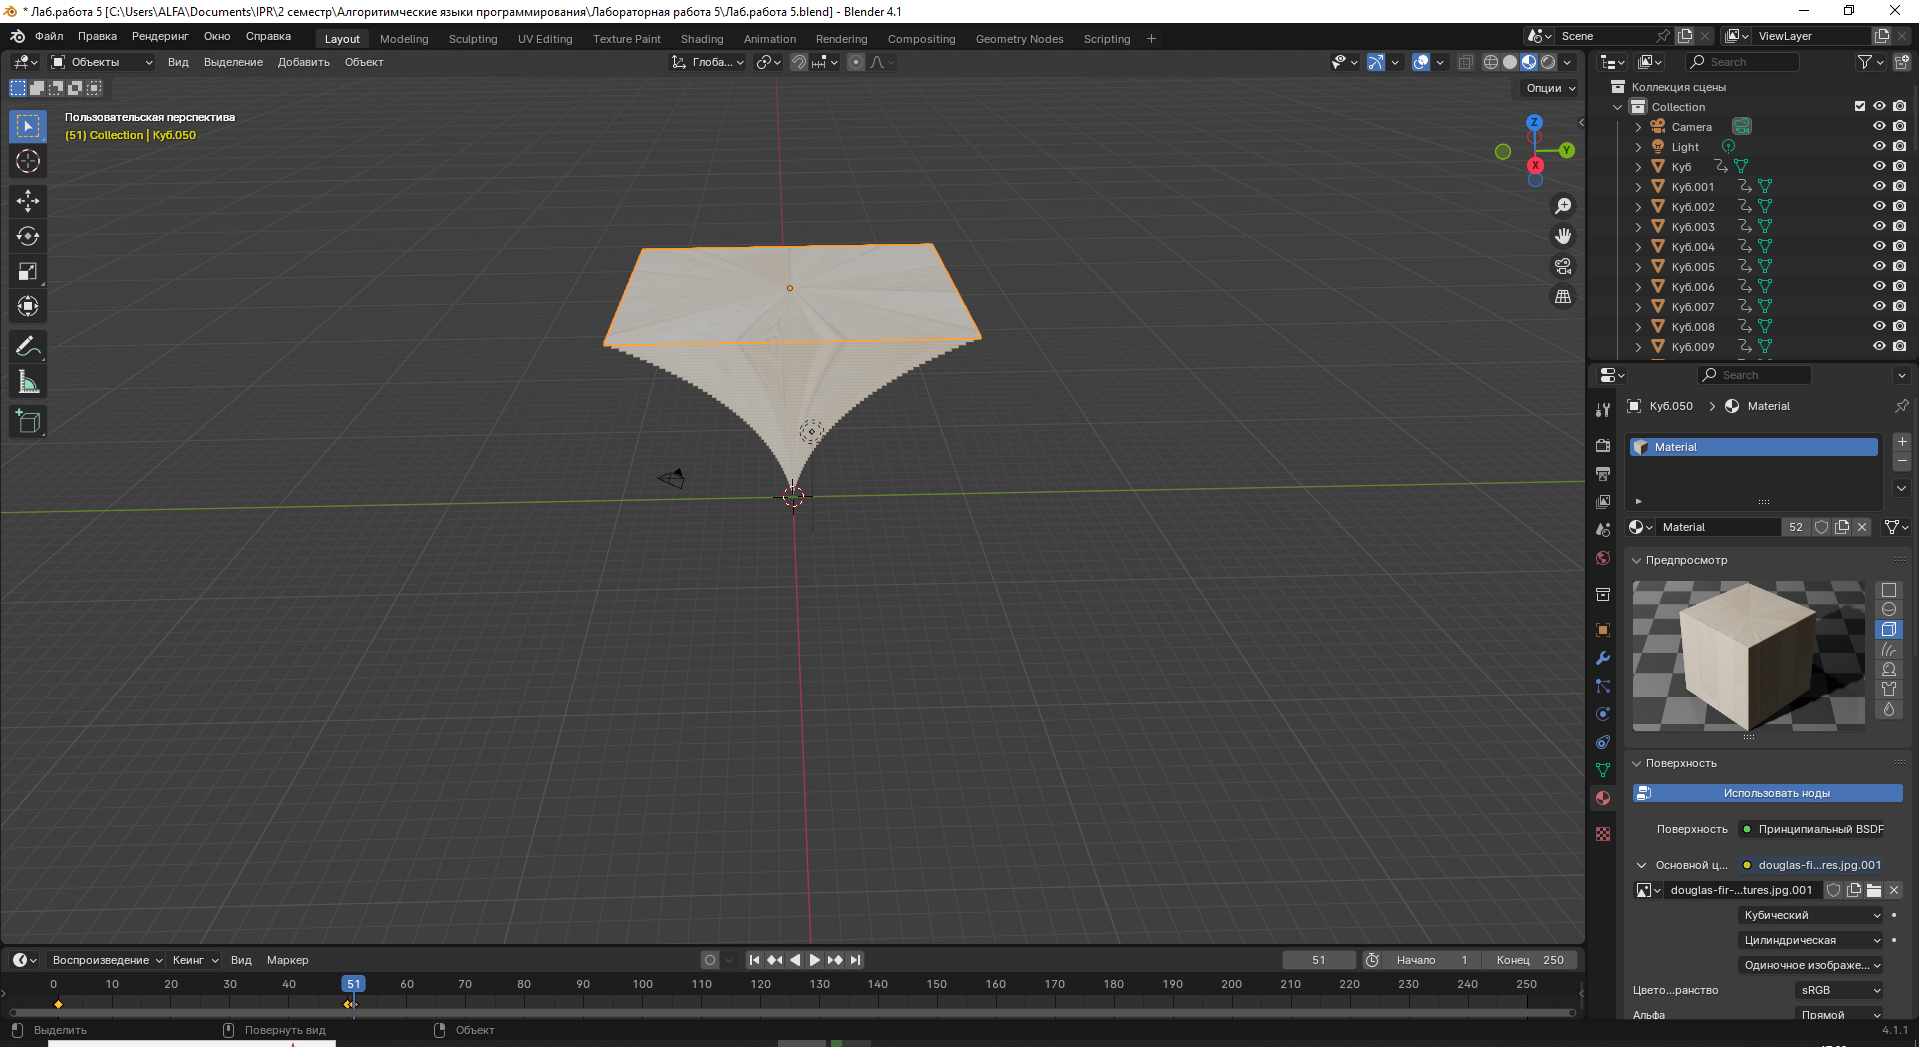 * Лаб.работа 5 [C:\Users\ALFA\Documents\IPR\2 семестр\Алгоритимческие языки программирования\Лабораторная работа 5\Лаб.работа 5.blend] - Blender 4.1
Файл Правка Рендеринг Окно Справка Layout Modeling Sculpting UV Editing Texture Paint Shading Animation Rendering Compositing Geometry Nodes Scripting + Scene ViewLayer
Объекты Вид Выделение Добавить Объект Глоба... Search
Опции
Пользовательская перспектива
(51) Collection | Куб.050
Z
Y
X
Коллекция сцены
Collection
Camera
Light
Куб
Куб.001
Куб.002
Куб.003
Куб.004
Куб.005
Куб.006
Куб.007
Куб.008
Куб.009
Search
Куб.050 > Material
Material
Material 52
Предпросмотр
Поверхность
Использовать ноды
Поверхность Принципиальный BSDF
Основной ц... douglas-fi...res.jpg.001
douglas-fir-...tures.jpg.001
Кубический
Цилиндрическая
Одиночное изображе...
Цвето...ранство sRGB
Альфа Прямой
Воспроизведение Кеинг Вид Маркер 51 Начало 1 Конец 250
0 10 20 30 40 51 60 70 80 90 100 110 120 130 140 150 160 170 180 190 200 210 220 230 240 250
Выделить Повернуть вид Объект 4.1.1